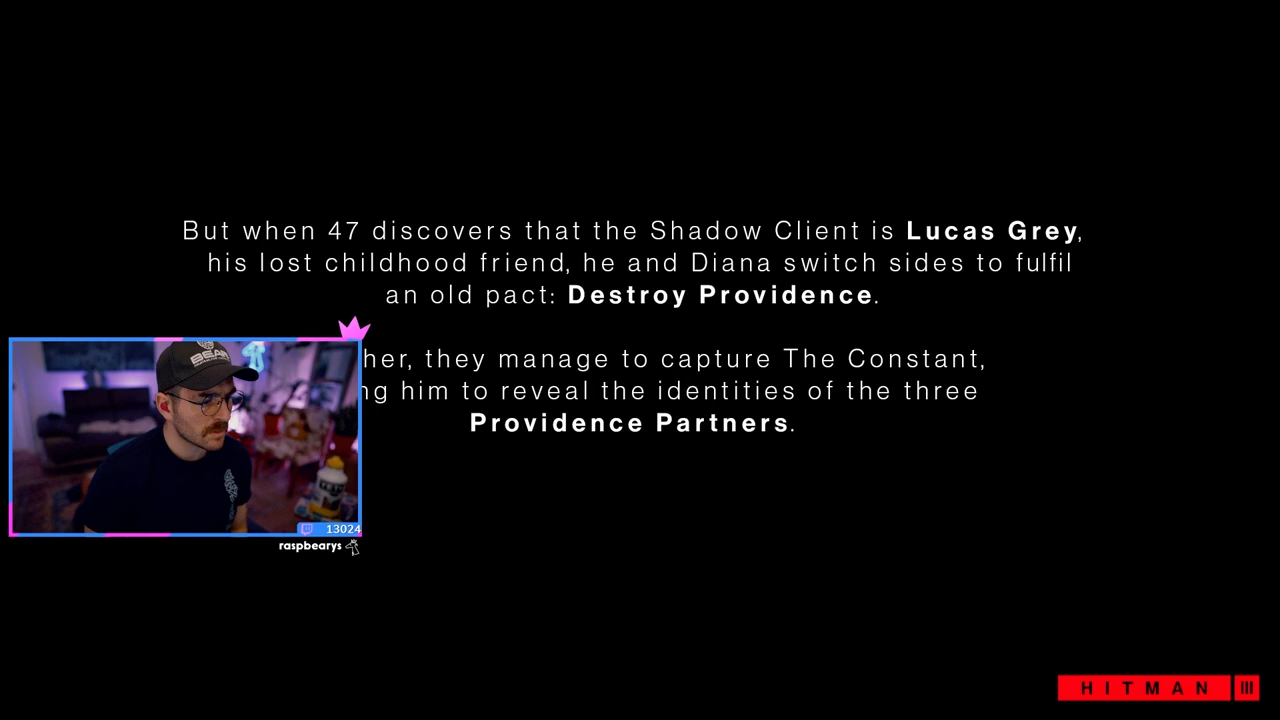 But when 47 discovers that the Shadow Client is Lucas Grey,
his lost childhood friend, he and Diana switch sides to fulfil
an old pact: Destroy Providence.
her, they manage to capture The Constant,
ng him to reveal the identities of the three
Providence Partners.
BEAR
13024
raspbearys
HITMAN III